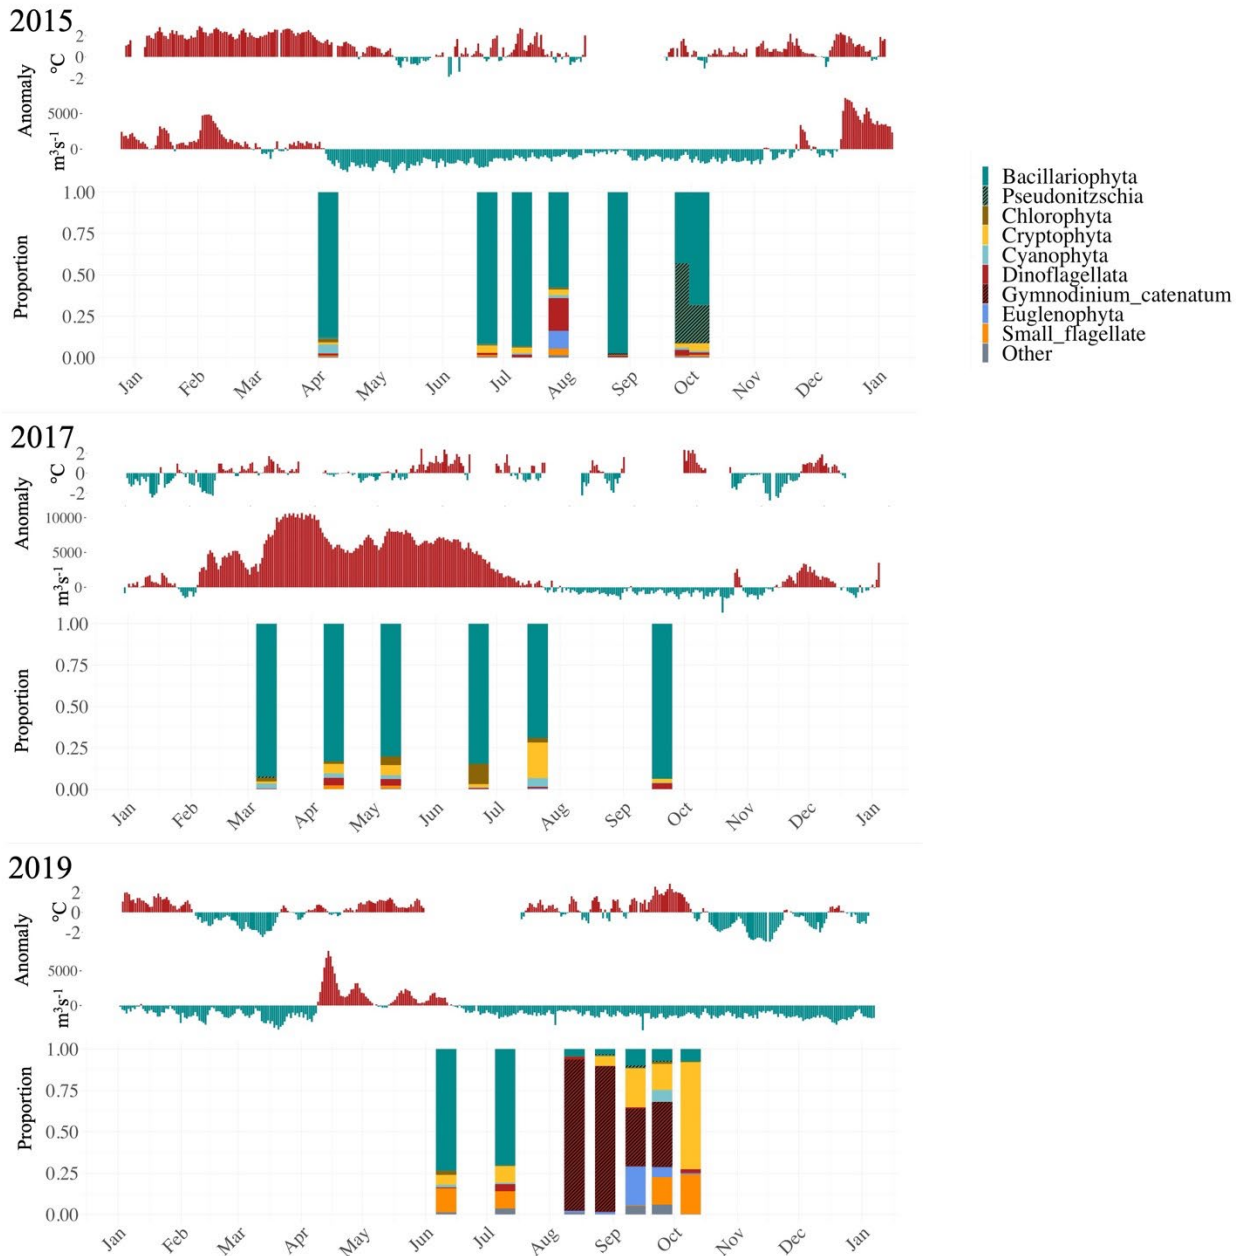 2015
Anomaly
°C
2
0
-2
m³s⁻¹
5000
0
Proportion
1.00
0.75
0.50
0.25
0.00
Jan Feb Mar Apr May Jun Jul Aug Sep Oct Nov Dec Jan
Bacillariophyta
Pseudonitzschia
Chlorophyta
Cryptophyta
Cyanophyta
Dinoflagellata
Gymnodinium_catenatum
Euglenophyta
Small_flagellate
Other
2017
Anomaly
°C
2
0
-2
m³s⁻¹
10000
5000
0
Proportion
1.00
0.75
0.50
0.25
0.00
Jan Feb Mar Apr May Jun Jul Aug Sep Oct Nov Dec Jan
2019
Anomaly
°C
2
0
-2
m³s⁻¹
5000
0
Proportion
1.00
0.75
0.50
0.25
0.00
Jan Feb Mar Apr May Jun Jul Aug Sep Oct Nov Dec Jan